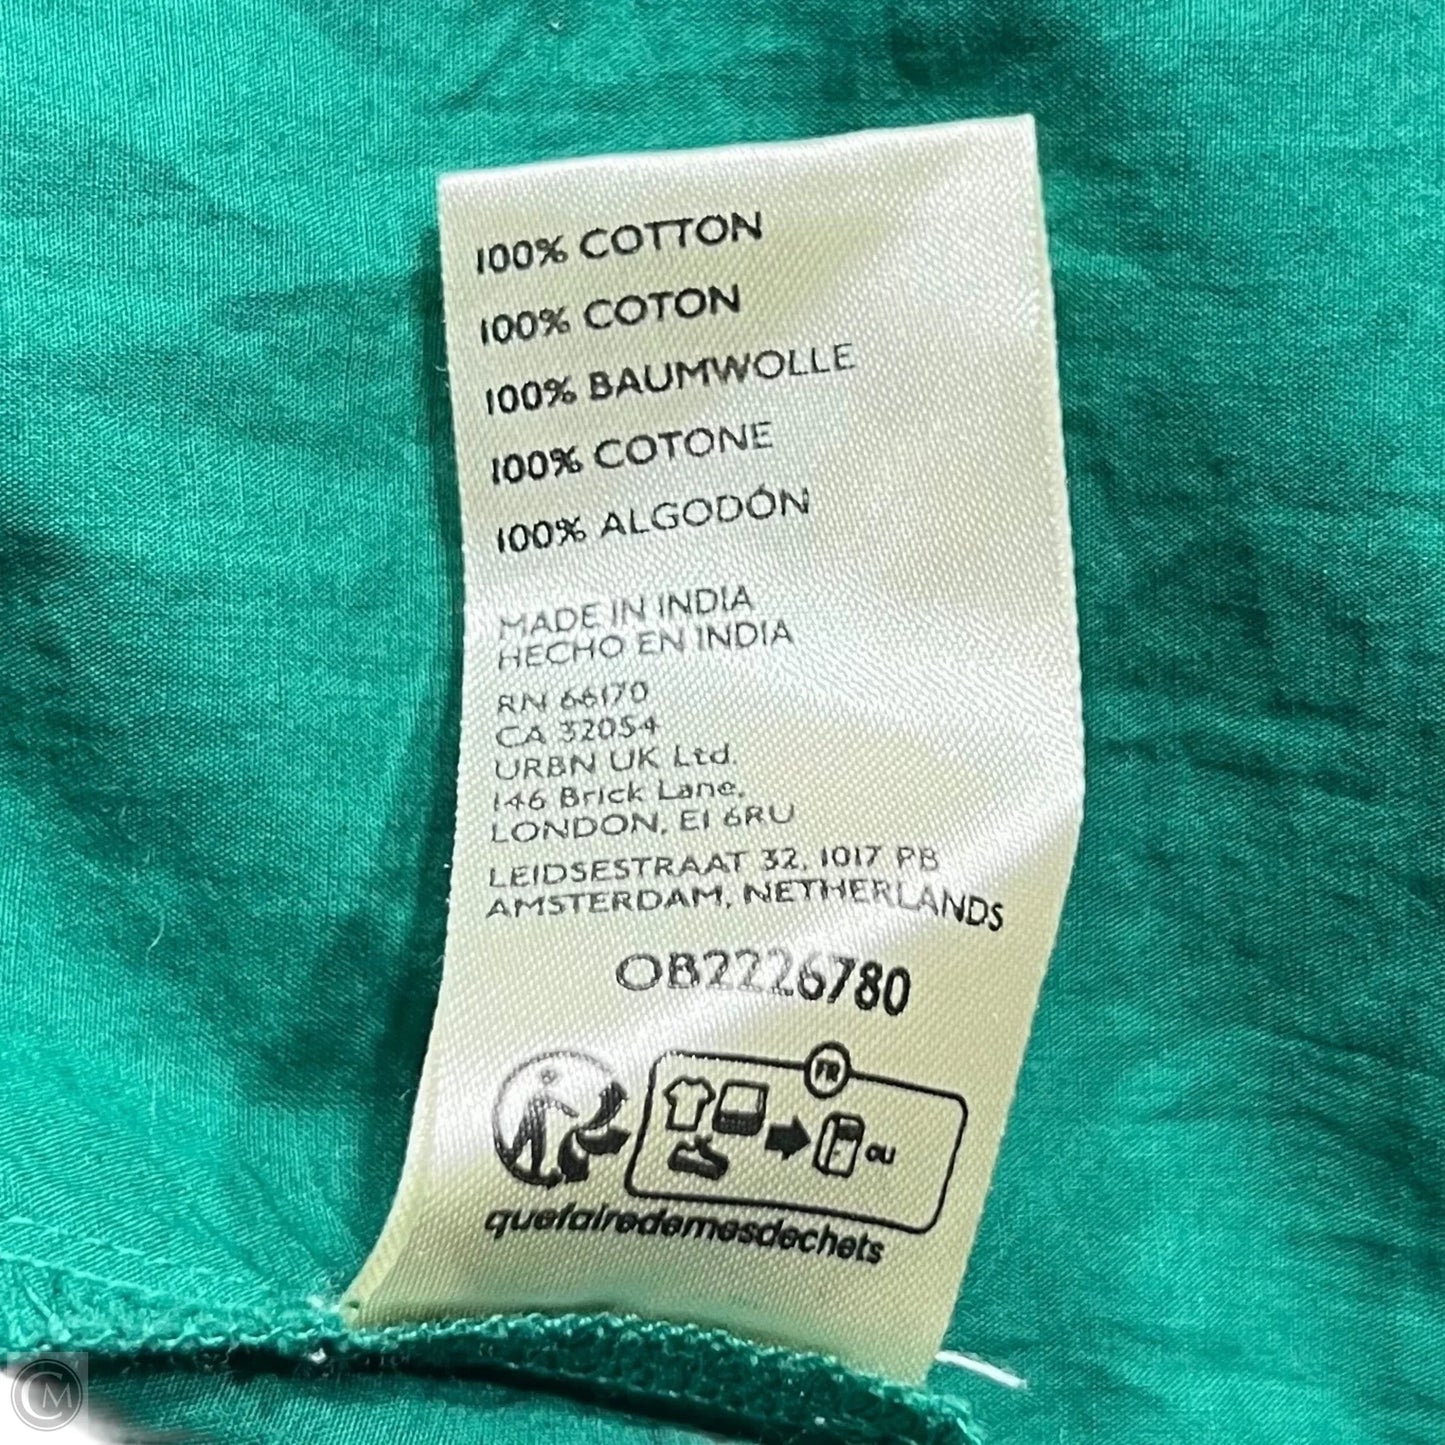 100% COTTON
100% COTON
100% BAUMWOLLE
100% COTONE
100% ALGODÓN
MADE IN INDIA
HECHO EN INDIA
RN 66170
CA 32054
URBN UK Ltd.
146 Brick Lane,
LONDON, E1 6RU
LEIDSESTRAAT 32, 1017 PB
AMSTERDAM, NETHERLANDS
OB2226780
FR
ou
quefairedemesdechets
CM